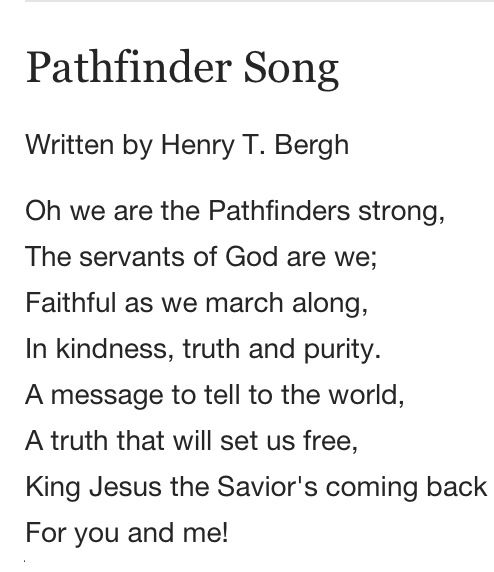 Pathfinder Song
Written by Henry T. Bergh
Oh we are the Pathfinders strong,
The servants of God are we;
Faithful as we march along,
In kindness, truth and purity.
A message to tell to the world,
A truth that will set us free,
King Jesus the Savior's coming back
For you and me!